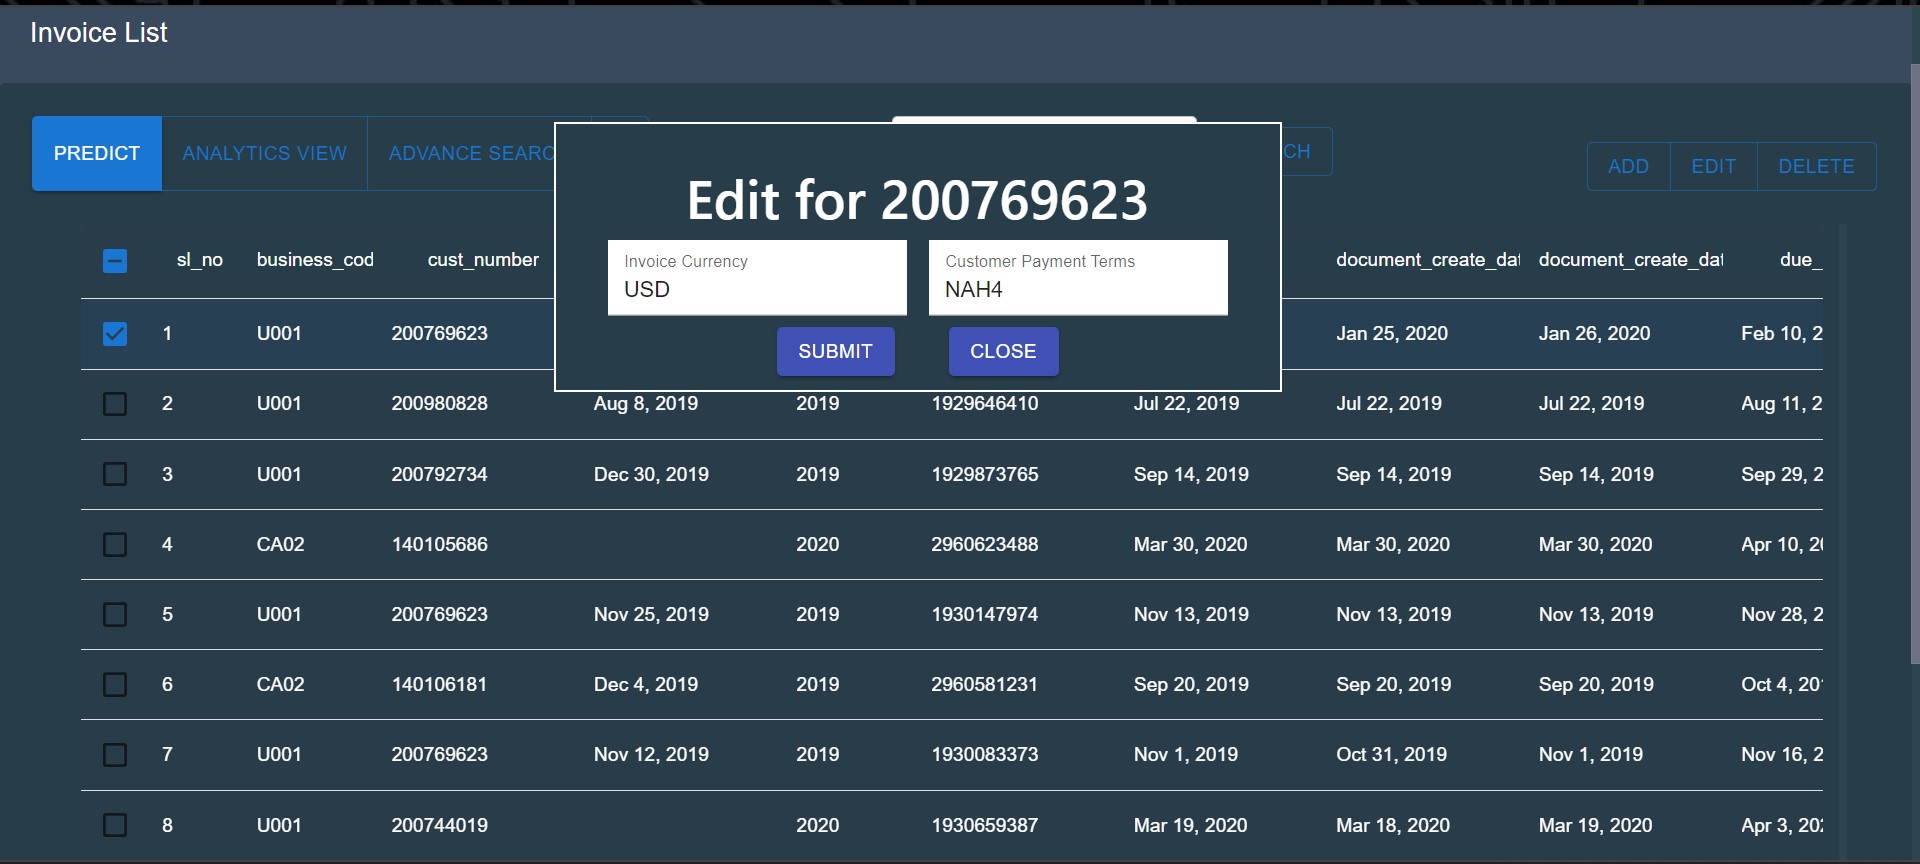 Invoice List
PREDICT ANALYTICS VIEW ADVANCE SEARC CH ADD EDIT DELETE
Edit for 200769623
Invoice Currency Customer Payment Terms
USD NAH4
SUBMIT CLOSE
sl_no business_cod cust_number document_create_dat document_create_dat due_
1 U001 200769623 Jan 25, 2020 Jan 26, 2020 Feb 10, 2
2 U001 200980828 Aug 8, 2019 2019 1929646410 Jul 22, 2019 Jul 22, 2019 Jul 22, 2019 Aug 11, 2
3 U001 200792734 Dec 30, 2019 2019 1929873765 Sep 14, 2019 Sep 14, 2019 Sep 14, 2019 Sep 29, 2
4 CA02 140105686 2020 2960623488 Mar 30, 2020 Mar 30, 2020 Mar 30, 2020 Apr 10, 20
5 U001 200769623 Nov 25, 2019 2019 1930147974 Nov 13, 2019 Nov 13, 2019 Nov 13, 2019 Nov 28, 2
6 CA02 140106181 Dec 4, 2019 2019 2960581231 Sep 20, 2019 Sep 20, 2019 Sep 20, 2019 Oct 4, 201
7 U001 200769623 Nov 12, 2019 2019 1930083373 Nov 1, 2019 Oct 31, 2019 Nov 1, 2019 Nov 16, 2
8 U001 200744019 2020 1930659387 Mar 19, 2020 Mar 18, 2020 Mar 19, 2020 Apr 3, 202